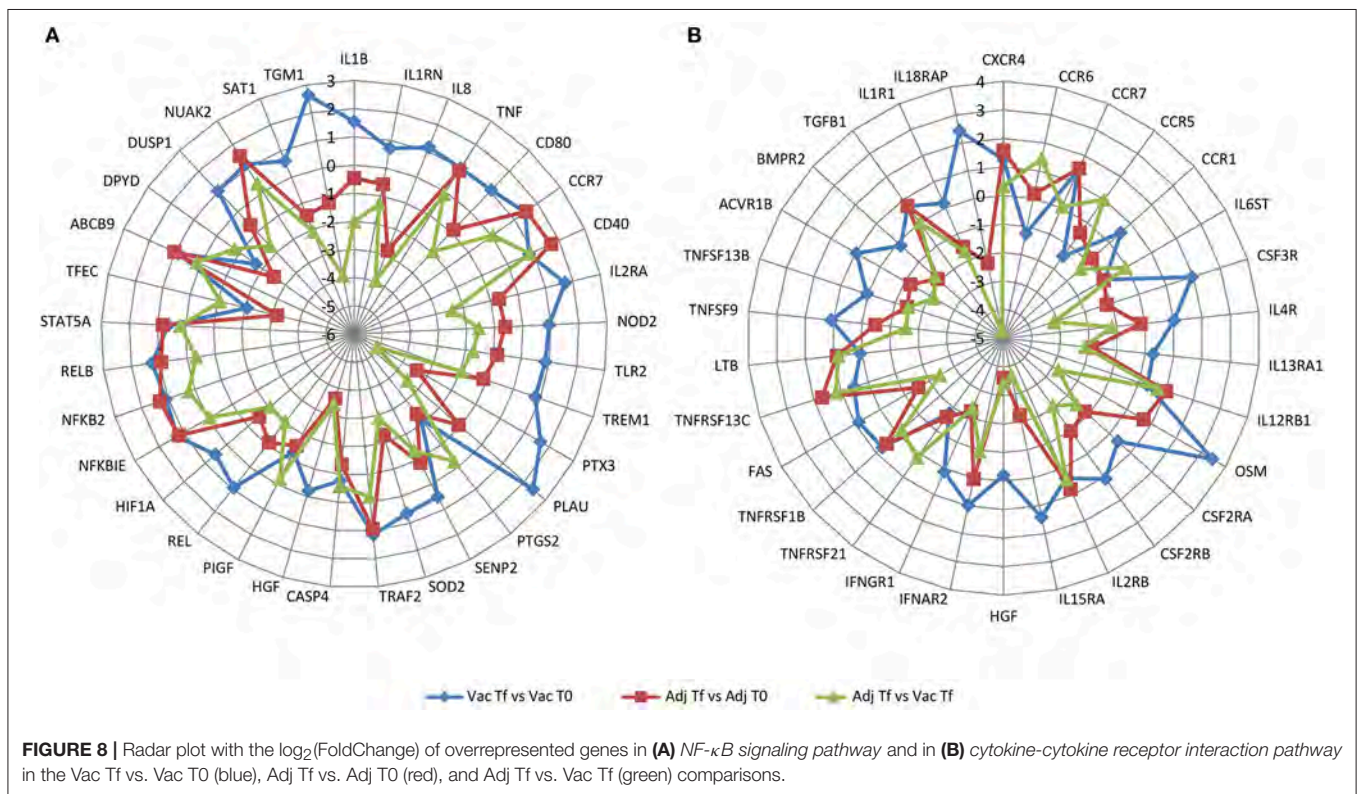 A
IL1B
IL1RN
IL8
TNF
CD80
CCR7
CD40
IL2RA
NOD2
TLR2
TREM1
PTX3
PLAU
PTGS2
SENP2
SOD2
TRAF2
CASP4
HGF
PIGF
REL
HIF1A
NFKBIE
NFKB2
RELB
STAT5A
TFEC
ABCB9
DPYD
DUSP1
NUAK2
SAT1
TGM1
3
2
1
0
-1
-2
-3
-4
-5
-6
B
CXCR4
CCR6
CCR7
CCR5
CCR1
IL6ST
CSF3R
IL4R
IL13RA1
IL12RB1
OSM
CSF2RA
CSF2RB
IL2RB
IL15RA
HGF
IFNAR2
IFNGR1
TNFRSF21
TNFRSF1B
FAS
TNFRSF13C
LTB
TNFSF9
TNFSF13B
ACVR1B
BMPR2
TGFB1
IL1R1
IL18RAP
4
3
2
1
0
-1
-2
-3
-4
-5
Vac Tf vs Vac T0
Adj Tf vs Adj T0
Adj Tf vs Vac Tf
FIGURE 8 | Radar plot with the log₂(FoldChange) of overrepresented genes in (A) NF-κB signaling pathway and in (B) cytokine-cytokine receptor interaction pathway
in the Vac Tf vs. Vac T0 (blue), Adj Tf vs. Adj T0 (red), and Adj Tf vs. Vac Tf (green) comparisons.